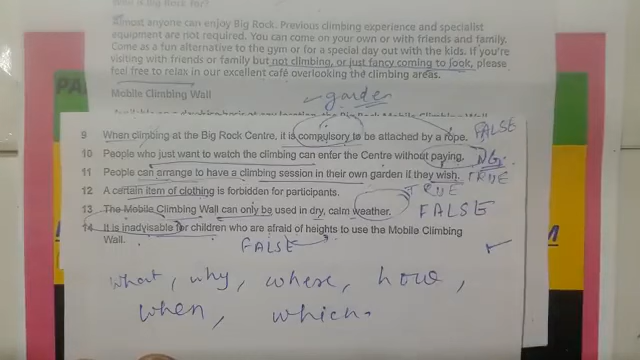 Who is Big Rock for?
Almost anyone can enjoy Big Rock. Previous climbing experience and specialist
equipment are not required. You can come on your own or with friends and family.
Come as a fun alternative to the gym or for a special day out with the kids. If you're
visiting with friends or family but not climbing, or just fancy coming to look, please
feel free to relax in our excellent café overlooking the climbing areas.
garden
Mobile Climbing Wall
9 When climbing at the Big Rock Centre, it is compulsory to be attached by a rope. FALSE
10 People who just want to watch the climbing can enter the Centre without paying. NG
11 People can arrange to have a climbing session in their own garden if they wish. TRUE
12 A certain item of clothing is forbidden for participants. TRUE
13 The Mobile Climbing Wall can only be used in dry, calm weather. FALSE
14 It is inadvisable for children who are afraid of heights to use the Mobile Climbing
Wall. FALSE
what, why, where, how,
when, which.